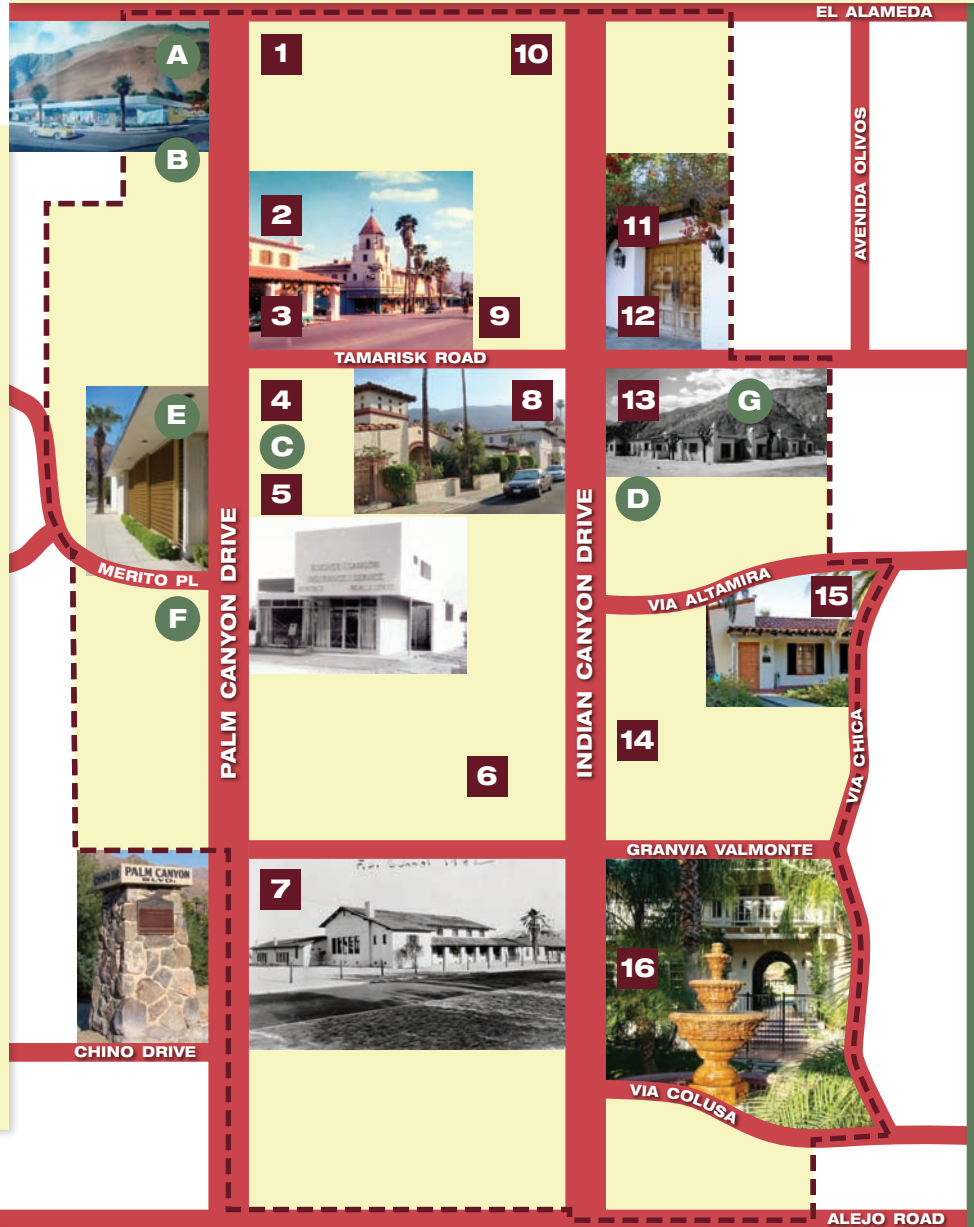 EL ALAMEDA
A
1
10
AVENIDA OLIVOS
B
2
11
3
9
12
TAMARISK ROAD
E
4
8
13
G
C
5
D
PALM CANYON DRIVE
INDIAN CANYON DRIVE
MERITO PL
F
VIA ALTAMIRA
15
14
VIA CHICA
6
GRANVIA VALMONTE
PALM CANYON
BLVD.
7
16
CHINO DRIVE
VIA COLUSA
ALEJO ROAD